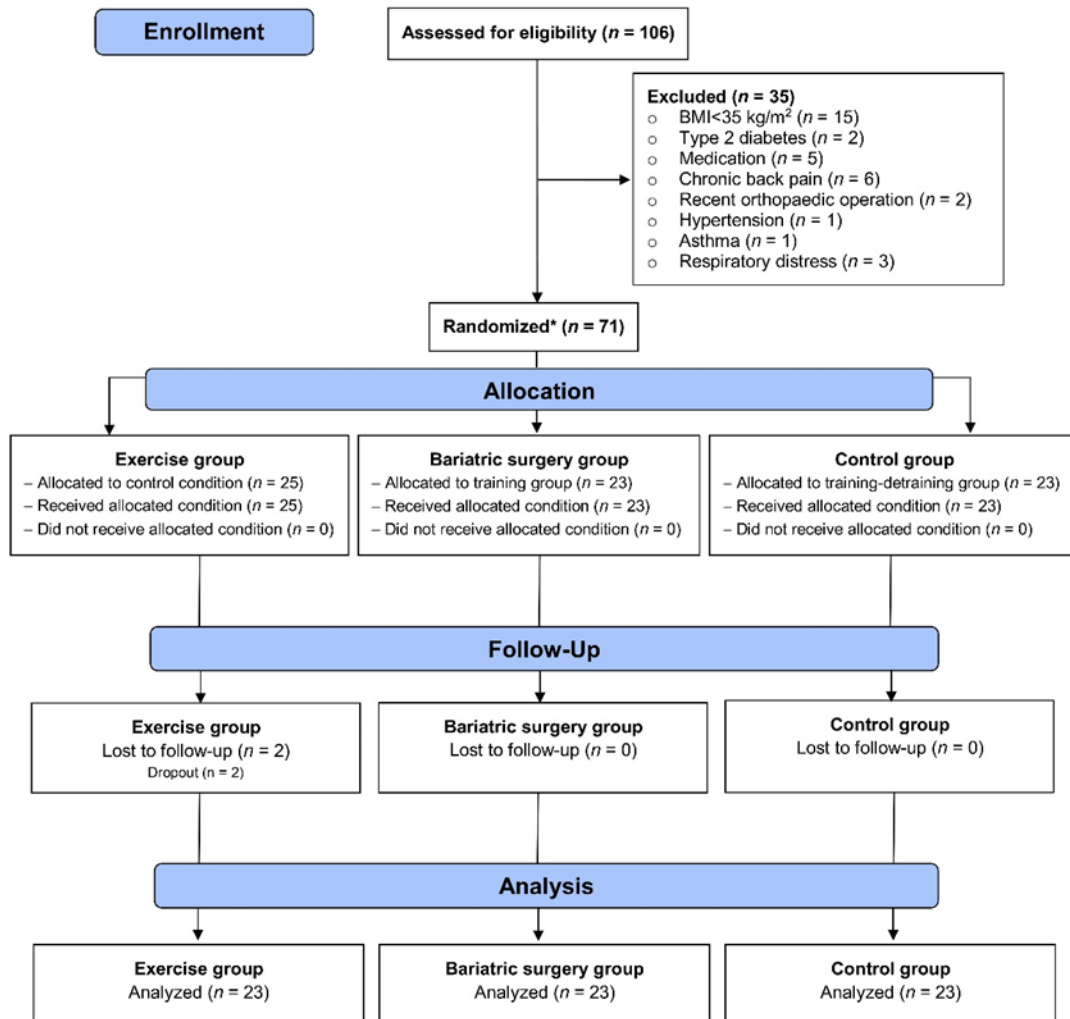 Enrollment
Assessed for eligibility (n = 106)
Excluded (n = 35)
o BMI<35 kg/m² (n = 15)
o Type 2 diabetes (n = 2)
o Medication (n = 5)
o Chronic back pain (n = 6)
o Recent orthopaedic operation (n = 2)
o Hypertension (n = 1)
o Asthma (n = 1)
o Respiratory distress (n = 3)
Randomized* (n = 71)
Allocation
Exercise group
– Allocated to control condition (n = 25)
– Received allocated condition (n = 25)
– Did not receive allocated condition (n = 0)
Bariatric surgery group
– Allocated to training group (n = 23)
– Received allocated condition (n = 23)
– Did not receive allocated condition (n = 0)
Control group
– Allocated to training-detraining group (n = 23)
– Received allocated condition (n = 23)
– Did not receive allocated condition (n = 0)
Follow-Up
Exercise group
Lost to follow-up (n = 2)
Dropout (n = 2)
Bariatric surgery group
Lost to follow-up (n = 0)
Control group
Lost to follow-up (n = 0)
Analysis
Exercise group
Analyzed (n = 23)
Bariatric surgery group
Analyzed (n = 23)
Control group
Analyzed (n = 23)